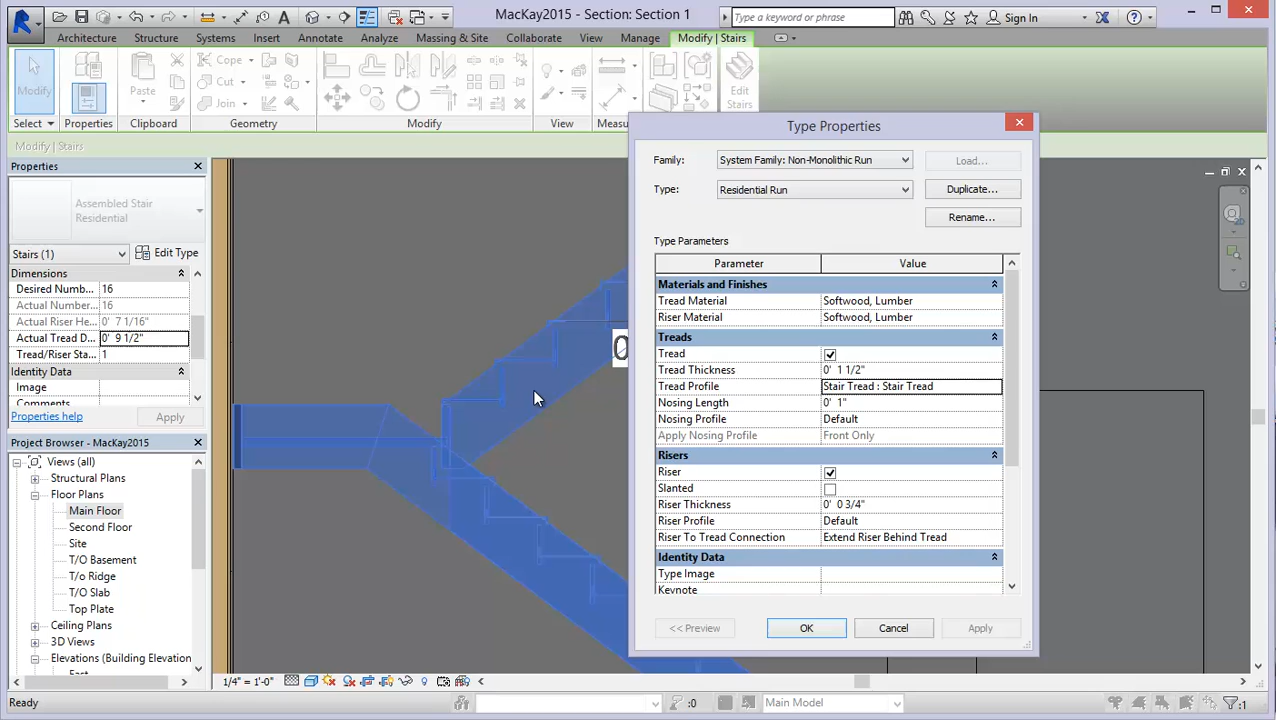 MacKay2015 - Section: Section 1
Type a keyword or phrase
Sign In
Architecture Structure Systems Insert Annotate Analyze Massing & Site Collaborate View Manage Modify | Stairs
Modify
Paste
Cope
Cut
Join
Edit
Stairs
Select Properties Clipboard Geometry Modify View Measu
Modify | Stairs
Properties
Assembled Stair
Residential
Stairs (1)
Edit Type
Dimensions
Desired Numb... 16
Actual Number... 16
Actual Riser He... 0' 7 1/16"
Actual Tread D... 0' 9 1/2"
Tread/Riser Sta... 1
Identity Data
Image
Comments
Properties help
Apply
Project Browser - MacKay2015
Views (all)
Structural Plans
Floor Plans
Main Floor
Second Floor
Site
T/O Basement
T/o Ridge
T/O Slab
Top Plate
Ceiling Plans
3D Views
Elevations (Building Elevation
East
0
Type Properties
Family: System Family: Non-Monolithic Run Load...
Type: Residential Run Duplicate...
Rename...
Type Parameters
Parameter Value
Materials and Finishes
Tread Material Softwood, Lumber
Riser Material Softwood, Lumber
Treads
Tread
Tread Thickness 0' 1 1/2"
Tread Profile Stair Tread : Stair Tread
Nosing Length 0' 1"
Nosing Profile Default
Apply Nosing Profile Front Only
Risers
Riser
Slanted
Riser Thickness 0' 0 3/4"
Riser Profile Default
Riser To Tread Connection Extend Riser Behind Tread
Identity Data
Type Image
Keynote
<< Preview OK Cancel Apply
1/4" = 1'-0"
Ready
:0
Main Model
:1